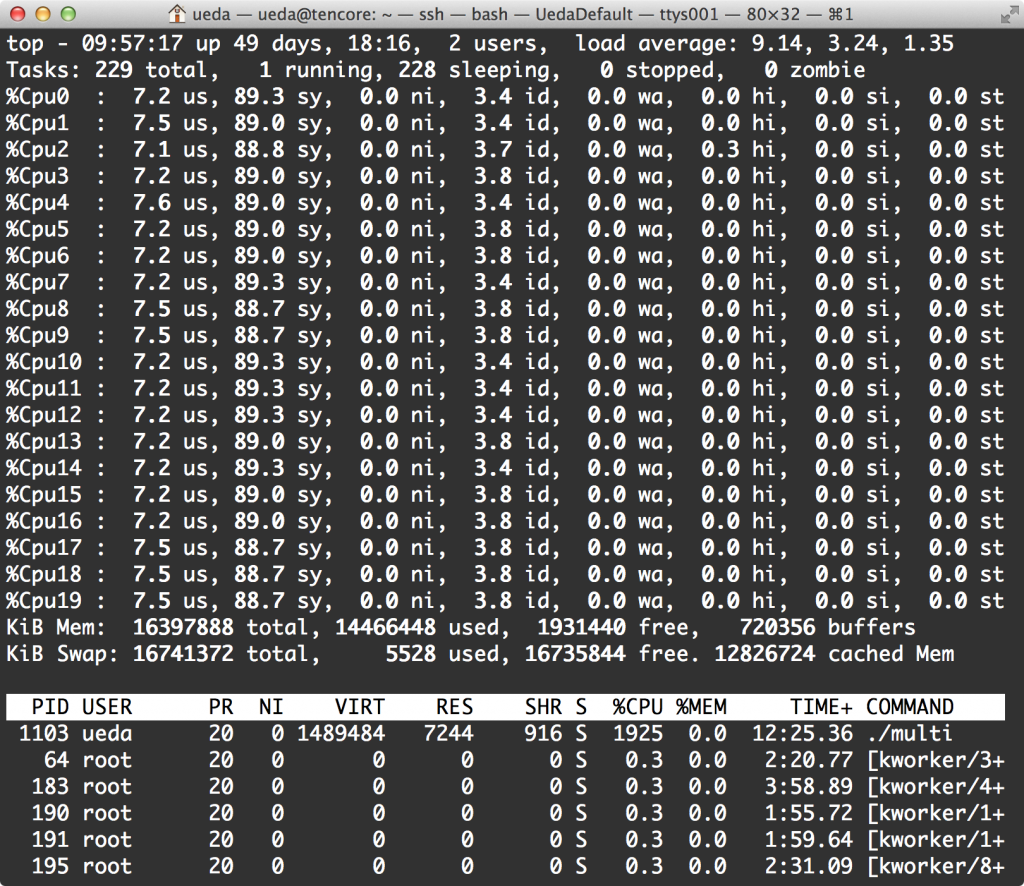 ueda — ueda@tencore: ~ — ssh — bash — UedaDefault — ttys001 — 80×32 — ⌘1
top - 09:57:17 up 49 days, 18:16,  2 users,  load average: 9.14, 3.24, 1.35
Tasks: 229 total,   1 running, 228 sleeping,   0 stopped,   0 zombie
%Cpu0  :  7.2 us, 89.3 sy,  0.0 ni,  3.4 id,  0.0 wa,  0.0 hi,  0.0 si,  0.0 st
%Cpu1  :  7.5 us, 89.0 sy,  0.0 ni,  3.4 id,  0.0 wa,  0.0 hi,  0.0 si,  0.0 st
%Cpu2  :  7.1 us, 88.8 sy,  0.0 ni,  3.7 id,  0.0 wa,  0.3 hi,  0.0 si,  0.0 st
%Cpu3  :  7.2 us, 89.0 sy,  0.0 ni,  3.8 id,  0.0 wa,  0.0 hi,  0.0 si,  0.0 st
%Cpu4  :  7.6 us, 89.0 sy,  0.0 ni,  3.4 id,  0.0 wa,  0.0 hi,  0.0 si,  0.0 st
%Cpu5  :  7.2 us, 89.0 sy,  0.0 ni,  3.8 id,  0.0 wa,  0.0 hi,  0.0 si,  0.0 st
%Cpu6  :  7.2 us, 89.0 sy,  0.0 ni,  3.8 id,  0.0 wa,  0.0 hi,  0.0 si,  0.0 st
%Cpu7  :  7.2 us, 89.3 sy,  0.0 ni,  3.4 id,  0.0 wa,  0.0 hi,  0.0 si,  0.0 st
%Cpu8  :  7.5 us, 88.7 sy,  0.0 ni,  3.8 id,  0.0 wa,  0.0 hi,  0.0 si,  0.0 st
%Cpu9  :  7.5 us, 88.7 sy,  0.0 ni,  3.8 id,  0.0 wa,  0.0 hi,  0.0 si,  0.0 st
%Cpu10 :  7.2 us, 89.3 sy,  0.0 ni,  3.4 id,  0.0 wa,  0.0 hi,  0.0 si,  0.0 st
%Cpu11 :  7.2 us, 89.3 sy,  0.0 ni,  3.4 id,  0.0 wa,  0.0 hi,  0.0 si,  0.0 st
%Cpu12 :  7.2 us, 89.3 sy,  0.0 ni,  3.4 id,  0.0 wa,  0.0 hi,  0.0 si,  0.0 st
%Cpu13 :  7.2 us, 89.0 sy,  0.0 ni,  3.8 id,  0.0 wa,  0.0 hi,  0.0 si,  0.0 st
%Cpu14 :  7.2 us, 89.3 sy,  0.0 ni,  3.4 id,  0.0 wa,  0.0 hi,  0.0 si,  0.0 st
%Cpu15 :  7.2 us, 89.0 sy,  0.0 ni,  3.8 id,  0.0 wa,  0.0 hi,  0.0 si,  0.0 st
%Cpu16 :  7.2 us, 89.0 sy,  0.0 ni,  3.8 id,  0.0 wa,  0.0 hi,  0.0 si,  0.0 st
%Cpu17 :  7.5 us, 88.7 sy,  0.0 ni,  3.8 id,  0.0 wa,  0.0 hi,  0.0 si,  0.0 st
%Cpu18 :  7.5 us, 88.7 sy,  0.0 ni,  3.8 id,  0.0 wa,  0.0 hi,  0.0 si,  0.0 st
%Cpu19 :  7.5 us, 88.7 sy,  0.0 ni,  3.8 id,  0.0 wa,  0.0 hi,  0.0 si,  0.0 st
KiB Mem:  16397888 total, 14466448 used,  1931440 free,   720356 buffers
KiB Swap: 16741372 total,     5528 used, 16735844 free. 12826724 cached Mem
  PID USER      PR  NI    VIRT    RES    SHR S  %CPU %MEM     TIME+ COMMAND
 1103 ueda      20   0 1489484   7244    916 S  1925  0.0  12:25.36 ./multi
   64 root      20   0       0      0      0 S   0.3  0.0   2:20.77 [kworker/3+
  183 root      20   0       0      0      0 S   0.3  0.0   3:58.89 [kworker/4+
  190 root      20   0       0      0      0 S   0.3  0.0   1:55.72 [kworker/1+
  191 root      20   0       0      0      0 S   0.3  0.0   1:59.64 [kworker/1+
  195 root      20   0       0      0      0 S   0.3  0.0   2:31.09 [kworker/8+